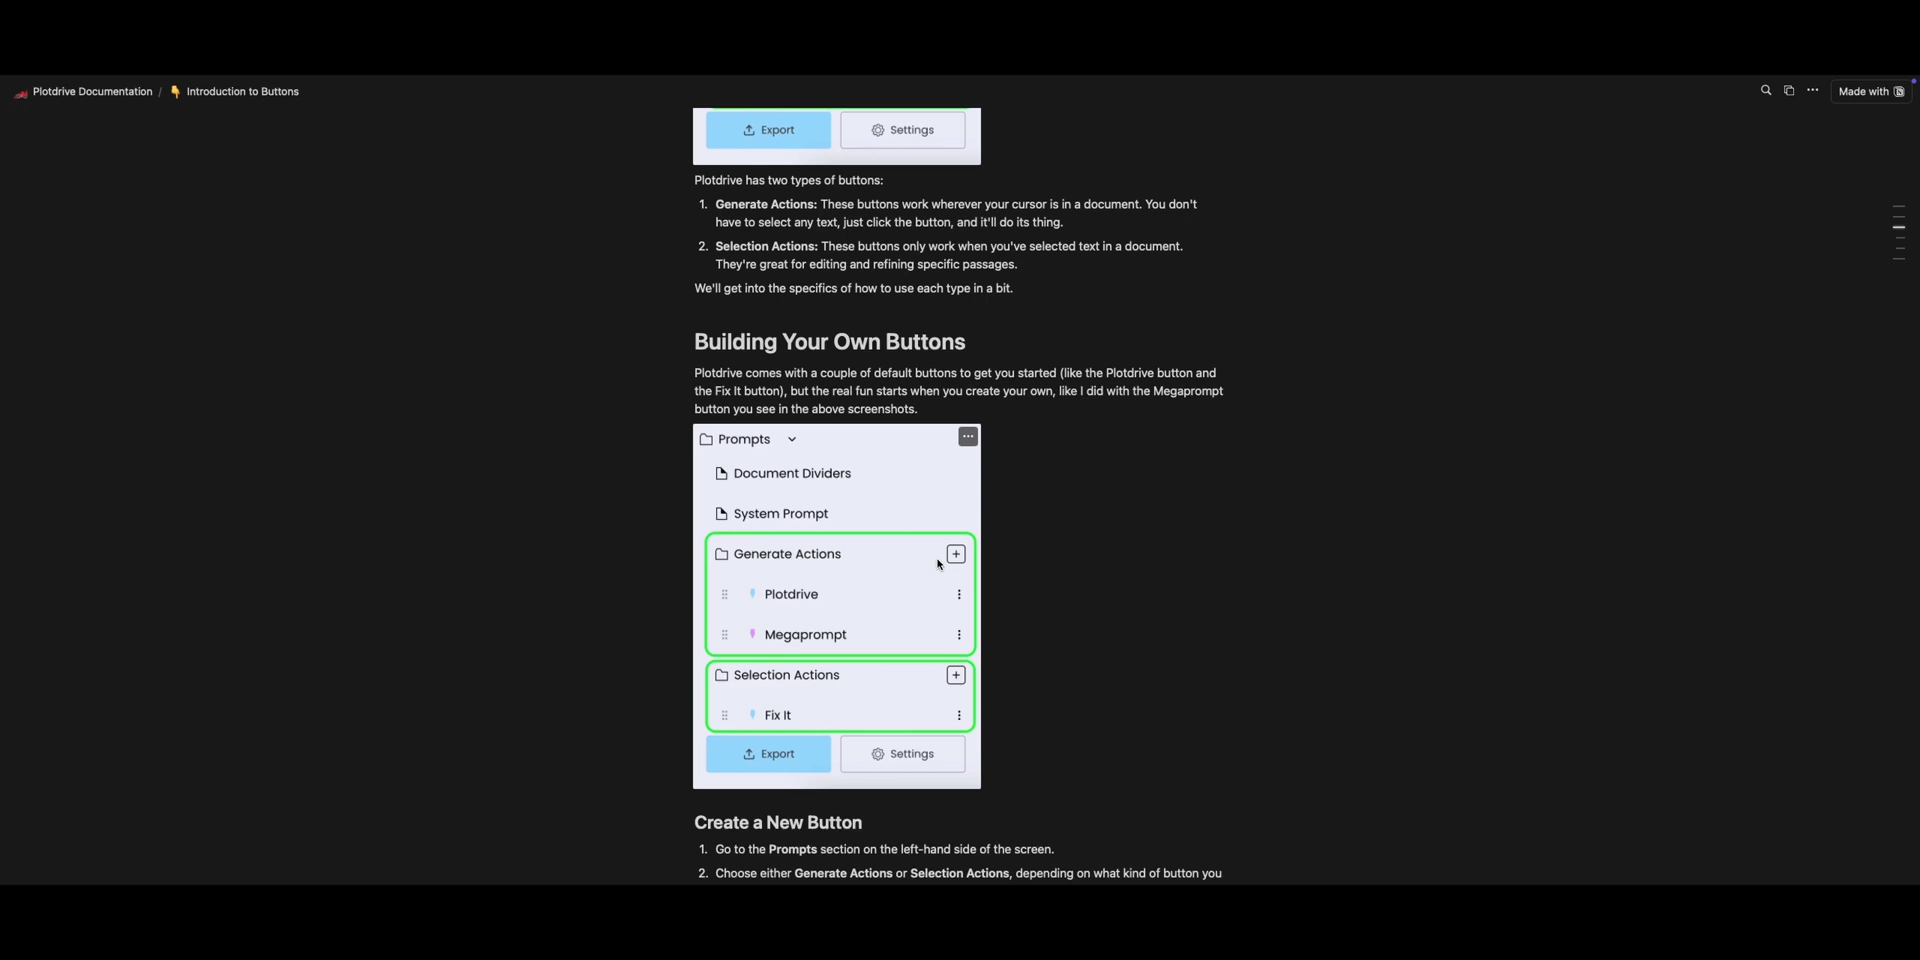 Plotdrive Documentation / Introduction to Buttons
Made with
Export
Settings
Plotdrive has two types of buttons:
1. Generate Actions: These buttons work wherever your cursor is in a document. You don't
have to select any text, just click the button, and it'll do its thing.
2. Selection Actions: These buttons only work when you've selected text in a document.
They're great for editing and refining specific passages.
We'll get into the specifics of how to use each type in a bit.
Building Your Own Buttons
Plotdrive comes with a couple of default buttons to get you started (like the Plotdrive button and
the Fix It button), but the real fun starts when you create your own, like I did with the Megaprompt
button you see in the above screenshots.
Prompts
Document Dividers
System Prompt
Generate Actions
Plotdrive
Megaprompt
Selection Actions
Fix It
Export
Settings
Create a New Button
1. Go to the Prompts section on the left-hand side of the screen.
2. Choose either Generate Actions or Selection Actions, depending on what kind of button you